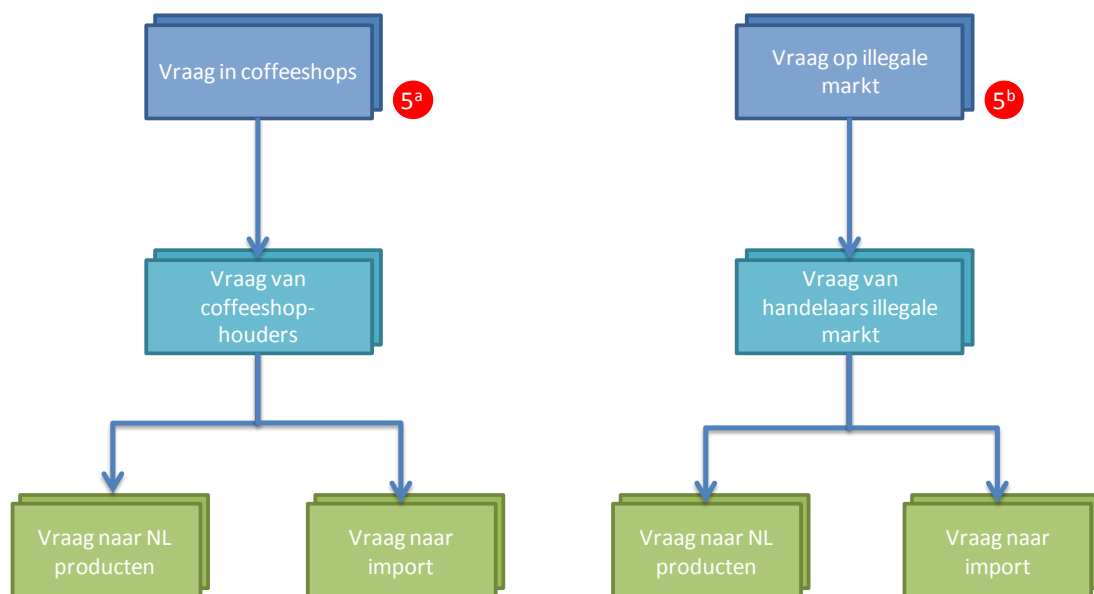 Vraag in coffeeshops
5ᵃ
Vraag op illegale
markt
5ᵇ
Vraag van
coffeeshop-
houders
Vraag van
handelaars illegale
markt
Vraag naar NL
producten
Vraag naar
import
Vraag naar NL
producten
Vraag naar
import